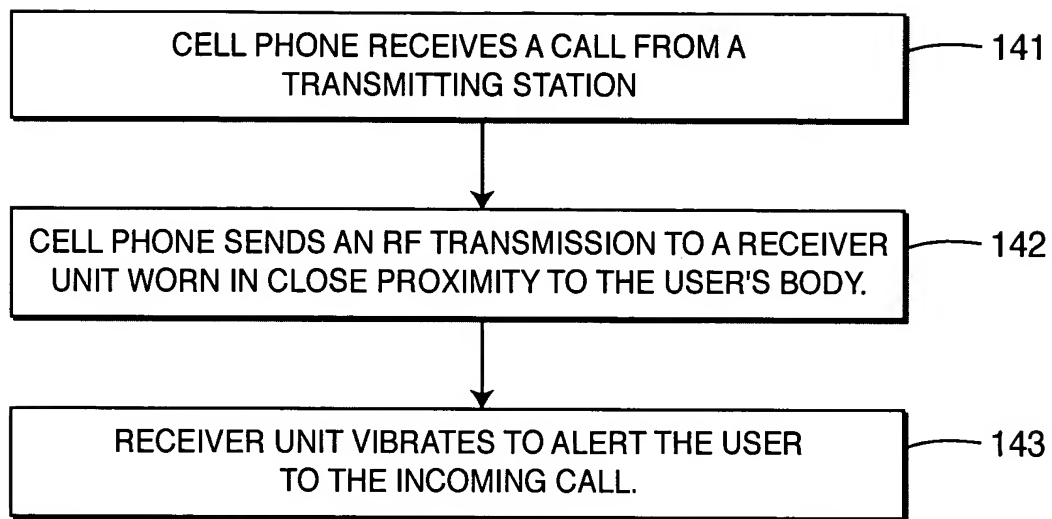 CELL PHONE RECEIVES A CALL FROM A
TRANSMITTING STATION
141
CELL PHONE SENDS AN RF TRANSMISSION TO A RECEIVER
UNIT WORN IN CLOSE PROXIMITY TO THE USER'S BODY.
142
RECEIVER UNIT VIBRATES TO ALERT THE USER
TO THE INCOMING CALL.
143